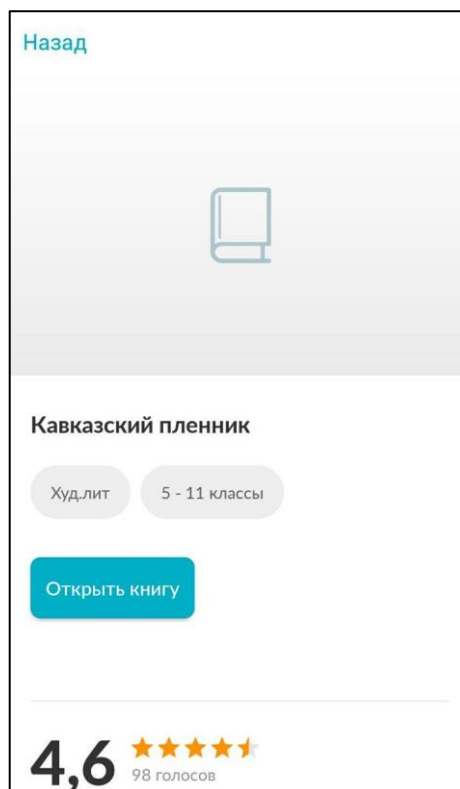 Назад
Кавказский пленник
Худ.лит
5 - 11 классы
Открыть книгу
4,6
98 голосов